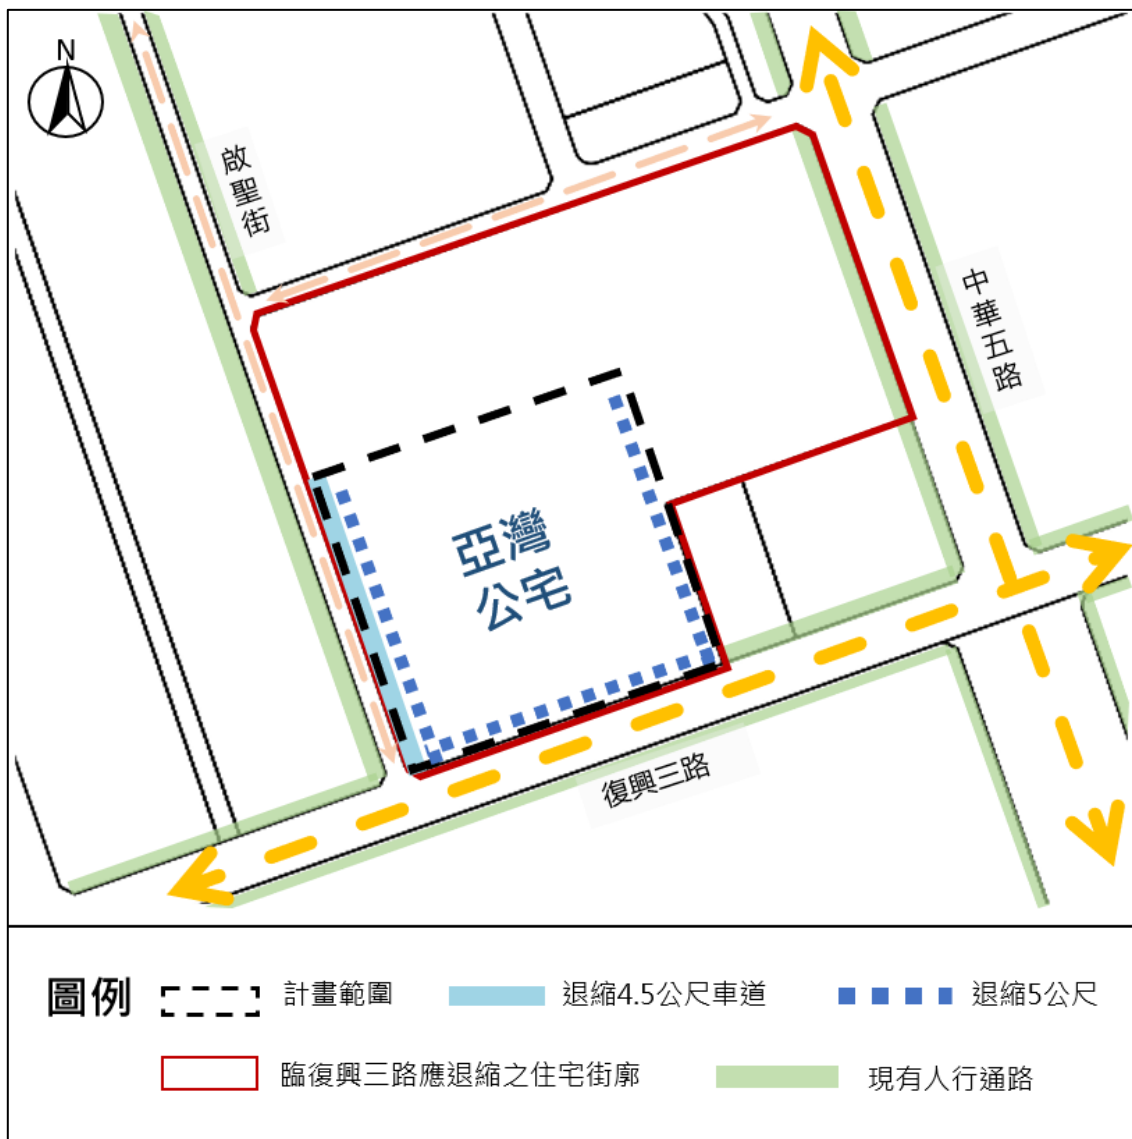 N
啟聖街
中華五路
亞灣
公宅
復興三路
圖例
計畫範圍
退縮4.5公尺車道
退縮5公尺
臨復興三路應退縮之住宅街廓
現有人行通路